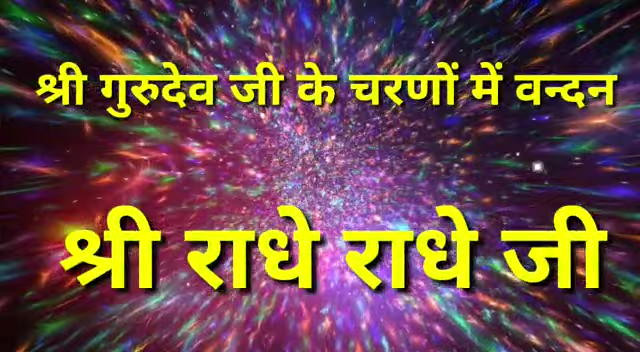 श्री गुरुदेव जी के चरणों में वन्दन
श्री राधे राधे जी